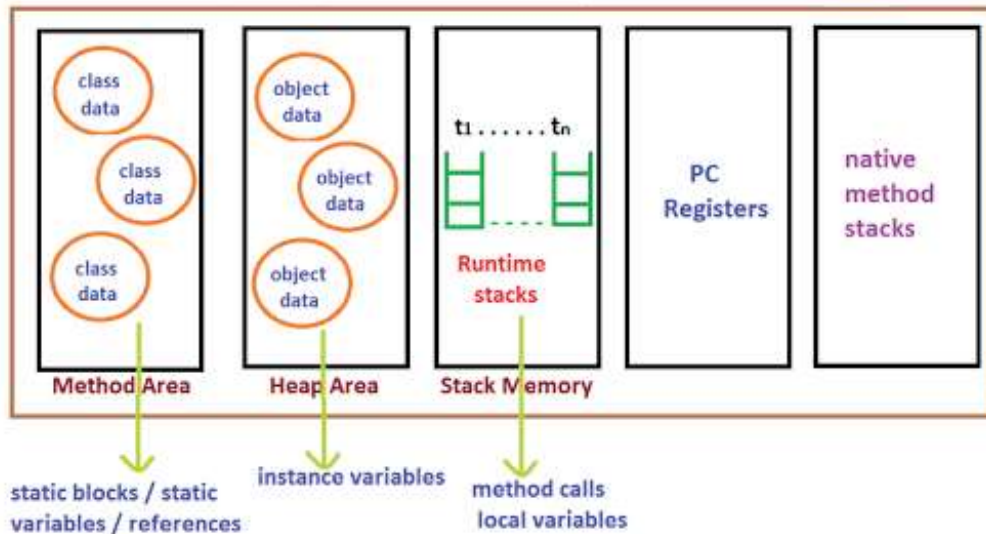 class
data
class
data
class
data
Method Area
static blocks / static
variables / references
object
data
object
data
object
data
Heap Area
instance variables
t1 . . . . . . tn
Runtime
stacks
Stack Memory
method calls
local variables
PC
Registers
native
method
stacks